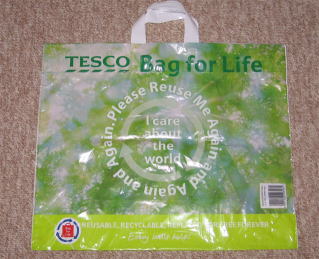 TESCO Bag for Life
Please Reuse Me Again and Again and Again,
I care
about
the
world
REUSABLE, RECYCLABLE, REPLACED FOR FREE FOREVER
Every little helps